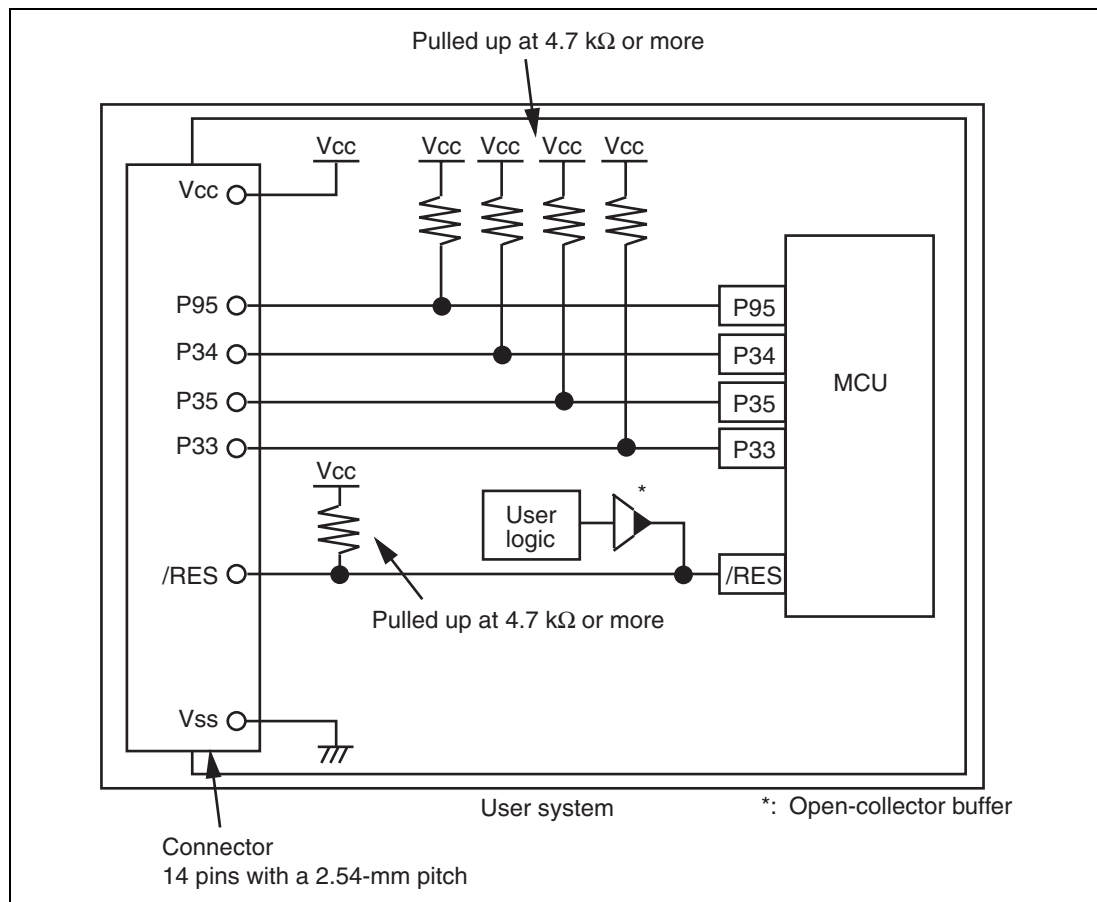 Pulled up at 4.7 kΩ or more
Vcc
Vcc
Vcc
Vcc
Vcc
Vcc
P95
P95
P34
P34
MCU
P35
P35
P33
P33
Vcc
*
User
logic
/RES
/RES
Pulled up at 4.7 kΩ or more
Vss
User system
*: Open-collector buffer
Connector
14 pins with a 2.54-mm pitch